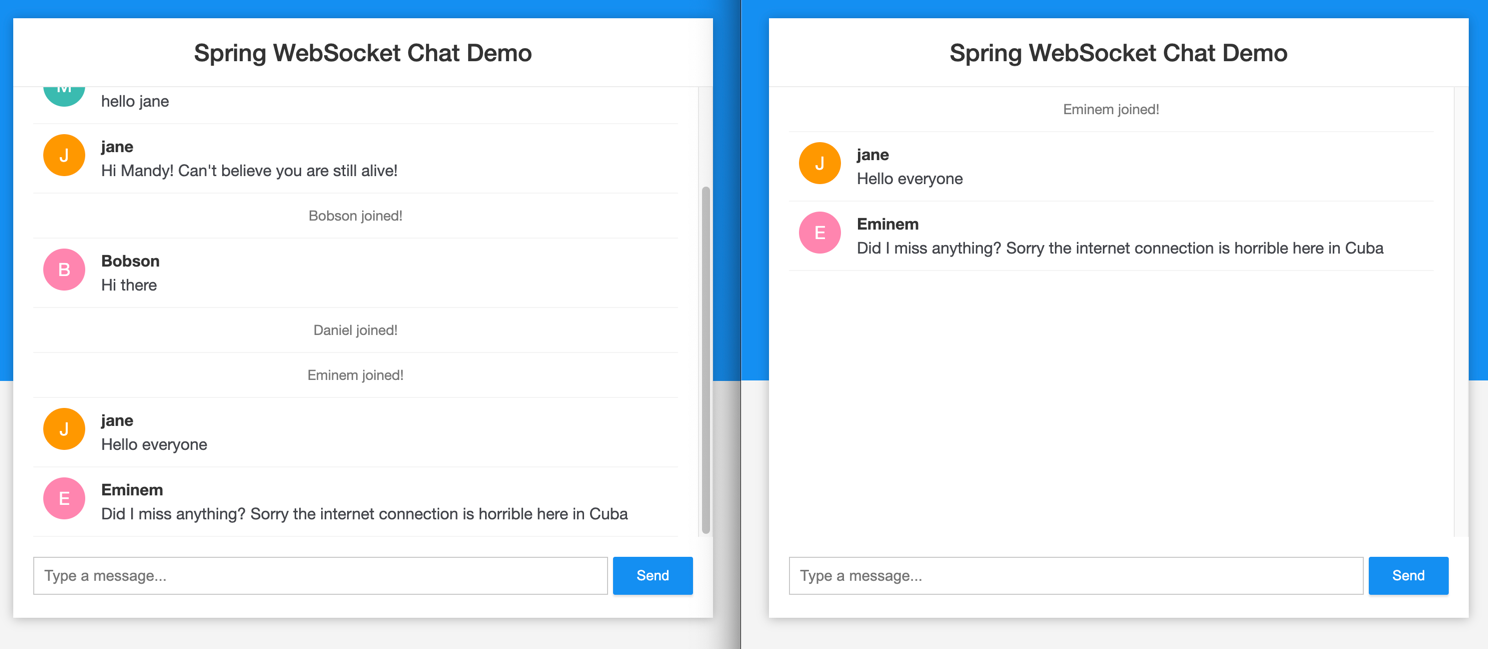 Spring WebSocket Chat Demo
M
hello jane
J
jane
Hi Mandy! Can't believe you are still alive!
Bobson joined!
B
Bobson
Hi there
Daniel joined!
Eminem joined!
J
jane
Hello everyone
E
Eminem
Did I miss anything? Sorry the internet connection is horrible here in Cuba
Type a message...
Send
Spring WebSocket Chat Demo
Eminem joined!
J
jane
Hello everyone
E
Eminem
Did I miss anything? Sorry the internet connection is horrible here in Cuba
Type a message...
Send